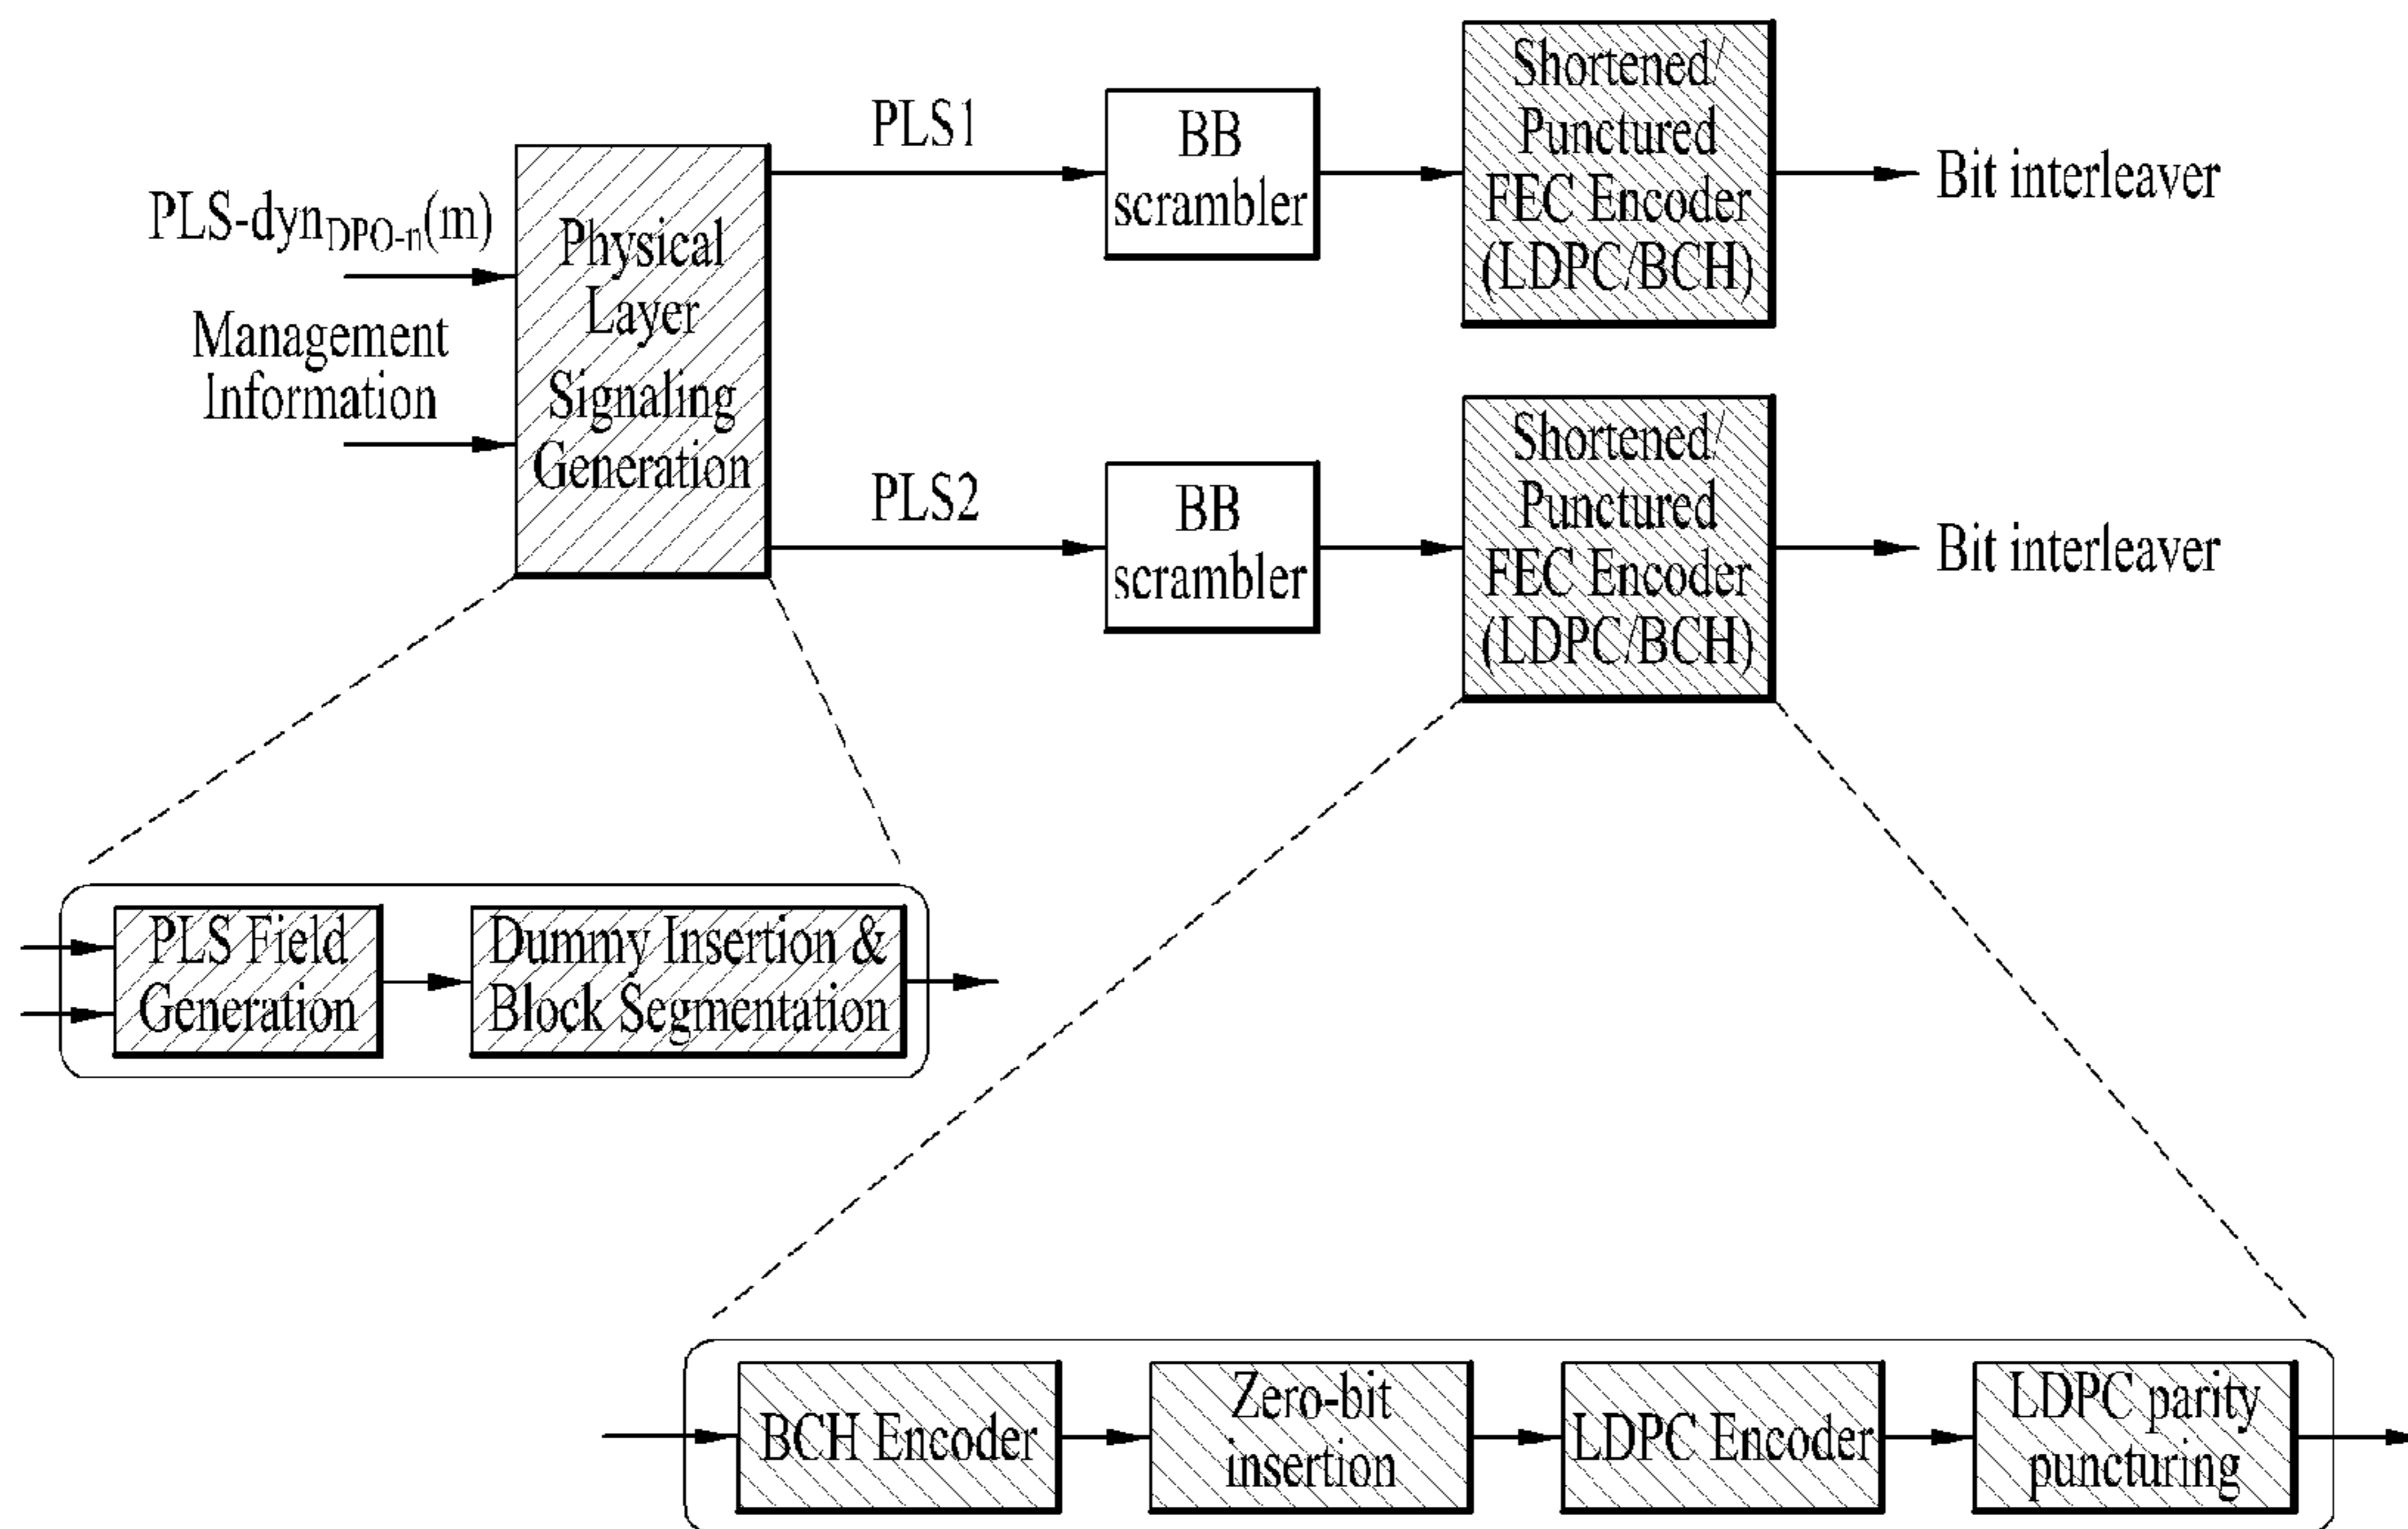 PLS-dynDPO-n(m)
Management
Information
Physical
Layer
Signaling
Generation
PLS1
BB
scrambler
Shortened/
Punctured
FEC Encoder
(LDPC/BCH)
Bit interleaver
PLS2
BB
scrambler
Shortened/
Punctured
FEC Encoder
(LDPC/BCH)
Bit interleaver
PLS Field
Generation
Dummy Insertion &
Block Segmentation
BCH Encoder
Zero-bit
insertion
LDPC Encoder
LDPC parity
puncturing